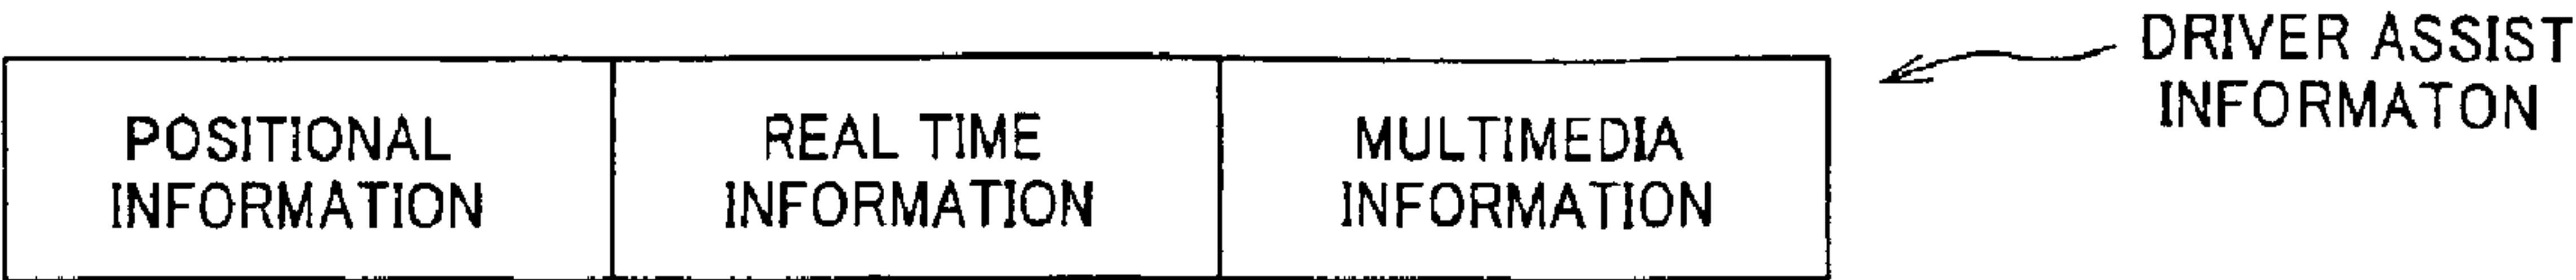 DRIVER ASSIST
INFORMATON
POSITIONAL
INFORMATION
REAL TIME
INFORMATION
MULTIMEDIA
INFORMATION